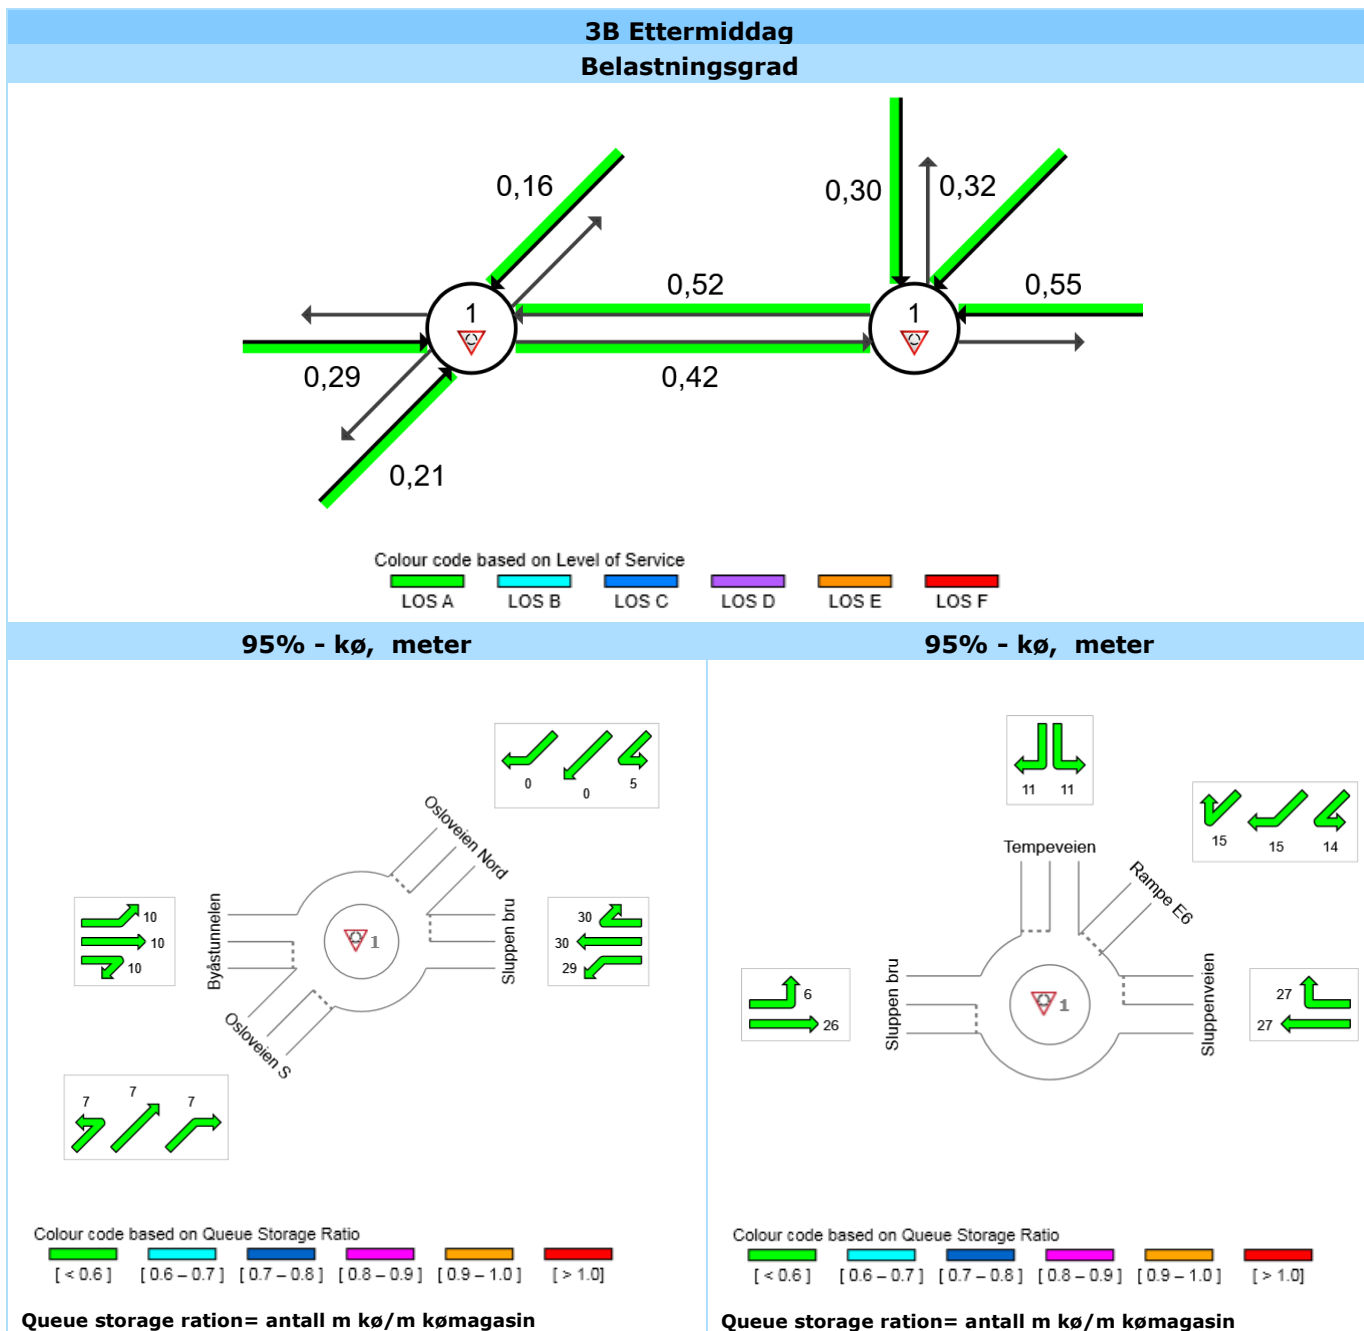 3B Ettermiddag
Belastningsgrad
0,16
0,30
0,32
0,52
0,55
1
1
0,29
0,42
0,21
Colour code based on Level of Service
LOS A LOS B LOS C LOS D LOS E LOS F
95% - kø, meter
0 0 5
Osloveien Nord
10
10
10
Byåstunnelen
1
Sluppen bru
30
30
29
Osloveien S
7 7 7
Colour code based on Queue Storage Ratio
[ < 0.6 ] [ 0.6 – 0.7 ] [ 0.7 – 0.8 ] [ 0.8 – 0.9 ] [ 0.9 – 1.0 ] [ > 1.0]
Queue storage ration= antall m kø/m kømagasin
95% - kø, meter
11 11
Tempeveien
15 15 14
Rampe E6
6
26
Sluppen bru
1
Sluppenveien
27
27
Colour code based on Queue Storage Ratio
[ < 0.6 ] [ 0.6 – 0.7 ] [ 0.7 – 0.8 ] [ 0.8 – 0.9 ] [ 0.9 – 1.0 ] [ > 1.0]
Queue storage ration= antall m kø/m kømagasin